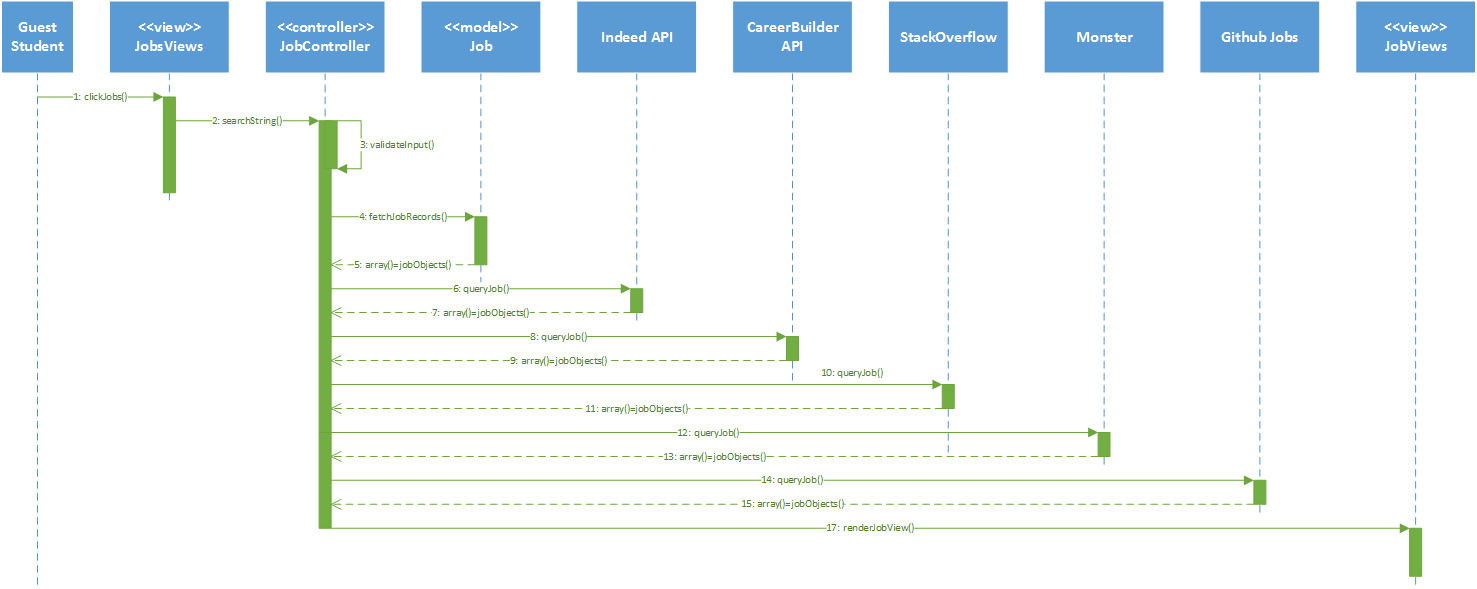 Guest
Student
<<view>>
JobsViews
<<controller>>
JobController
<<model>>
Job
Indeed API
CareerBuilder
API
StackOverflow
Monster
Github Jobs
<<view>>
JobViews
1: clickJobs()
2: searchString()
3: validateInput()
4: fetchJobRecords()
5: array()=jobObjects()
6: queryJob()
7: array()=jobObjects()
8: queryJob()
9: array()=jobObjects()
10: queryJob()
11: array()=jobObjects()
12: queryJob()
13: array()=jobObjects()
14: queryJob()
15: array()=jobObjects()
17: renderJobView()